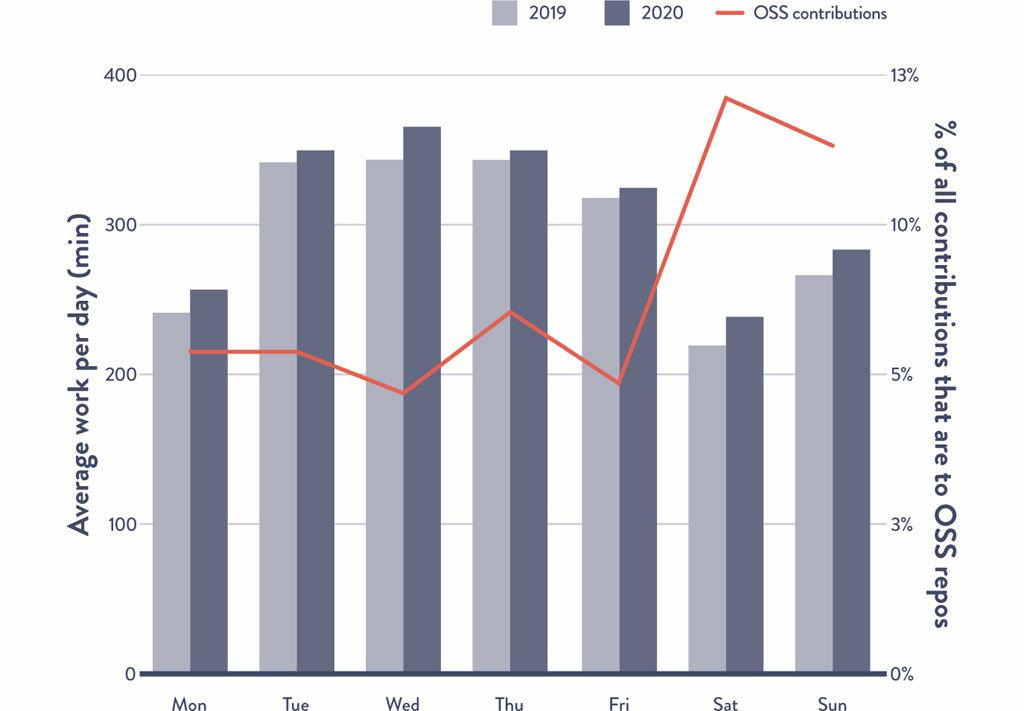 2019
2020
OSS contributions
400
300
200
100
0
Average work per day (min)
13%
10%
5%
3%
0%
% of all contributions that are to OSS repos
Mon
Tue
Wed
Thu
Fri
Sat
Sun